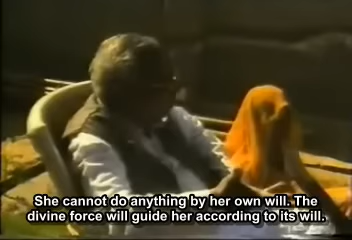 She cannot do anything by her own will. The
divine force will guide her according to its will.